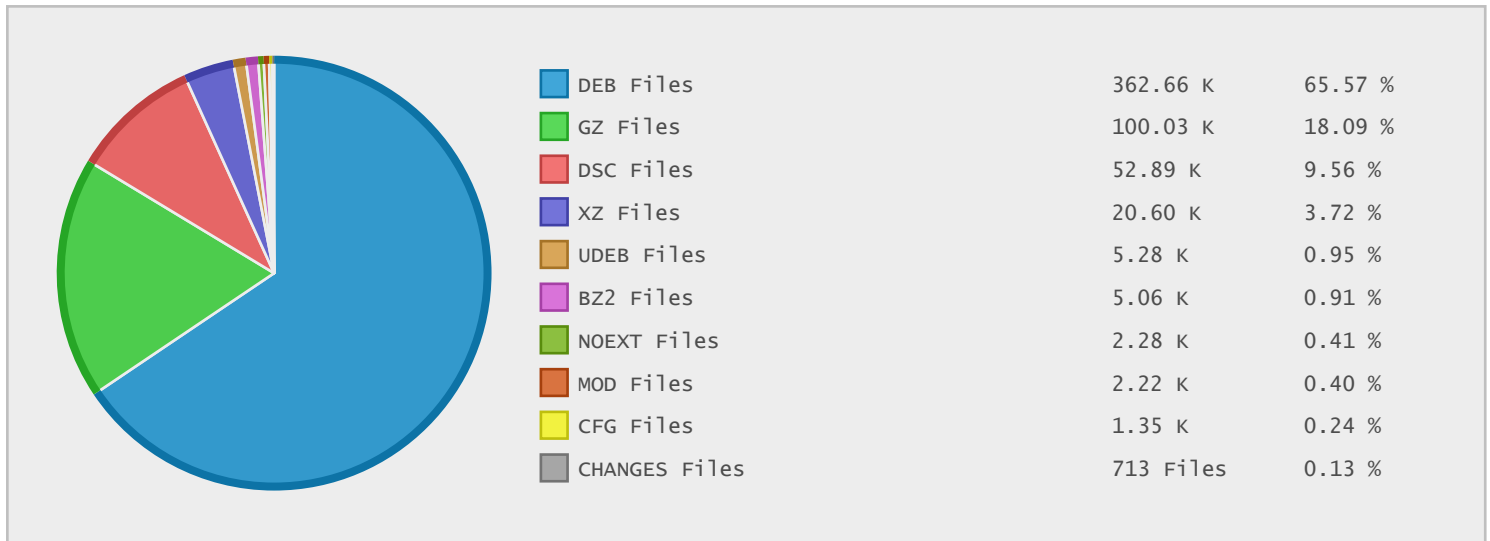 DEB Files 362.66 K 65.57 %
GZ Files 100.03 K 18.09 %
DSC Files 52.89 K 9.56 %
XZ Files 20.60 K 3.72 %
UDEB Files 5.28 K 0.95 %
BZ2 Files 5.06 K 0.91 %
NOEXT Files 2.28 K 0.41 %
MOD Files 2.22 K 0.40 %
CFG Files 1.35 K 0.24 %
CHANGES Files 713 Files 0.13 %